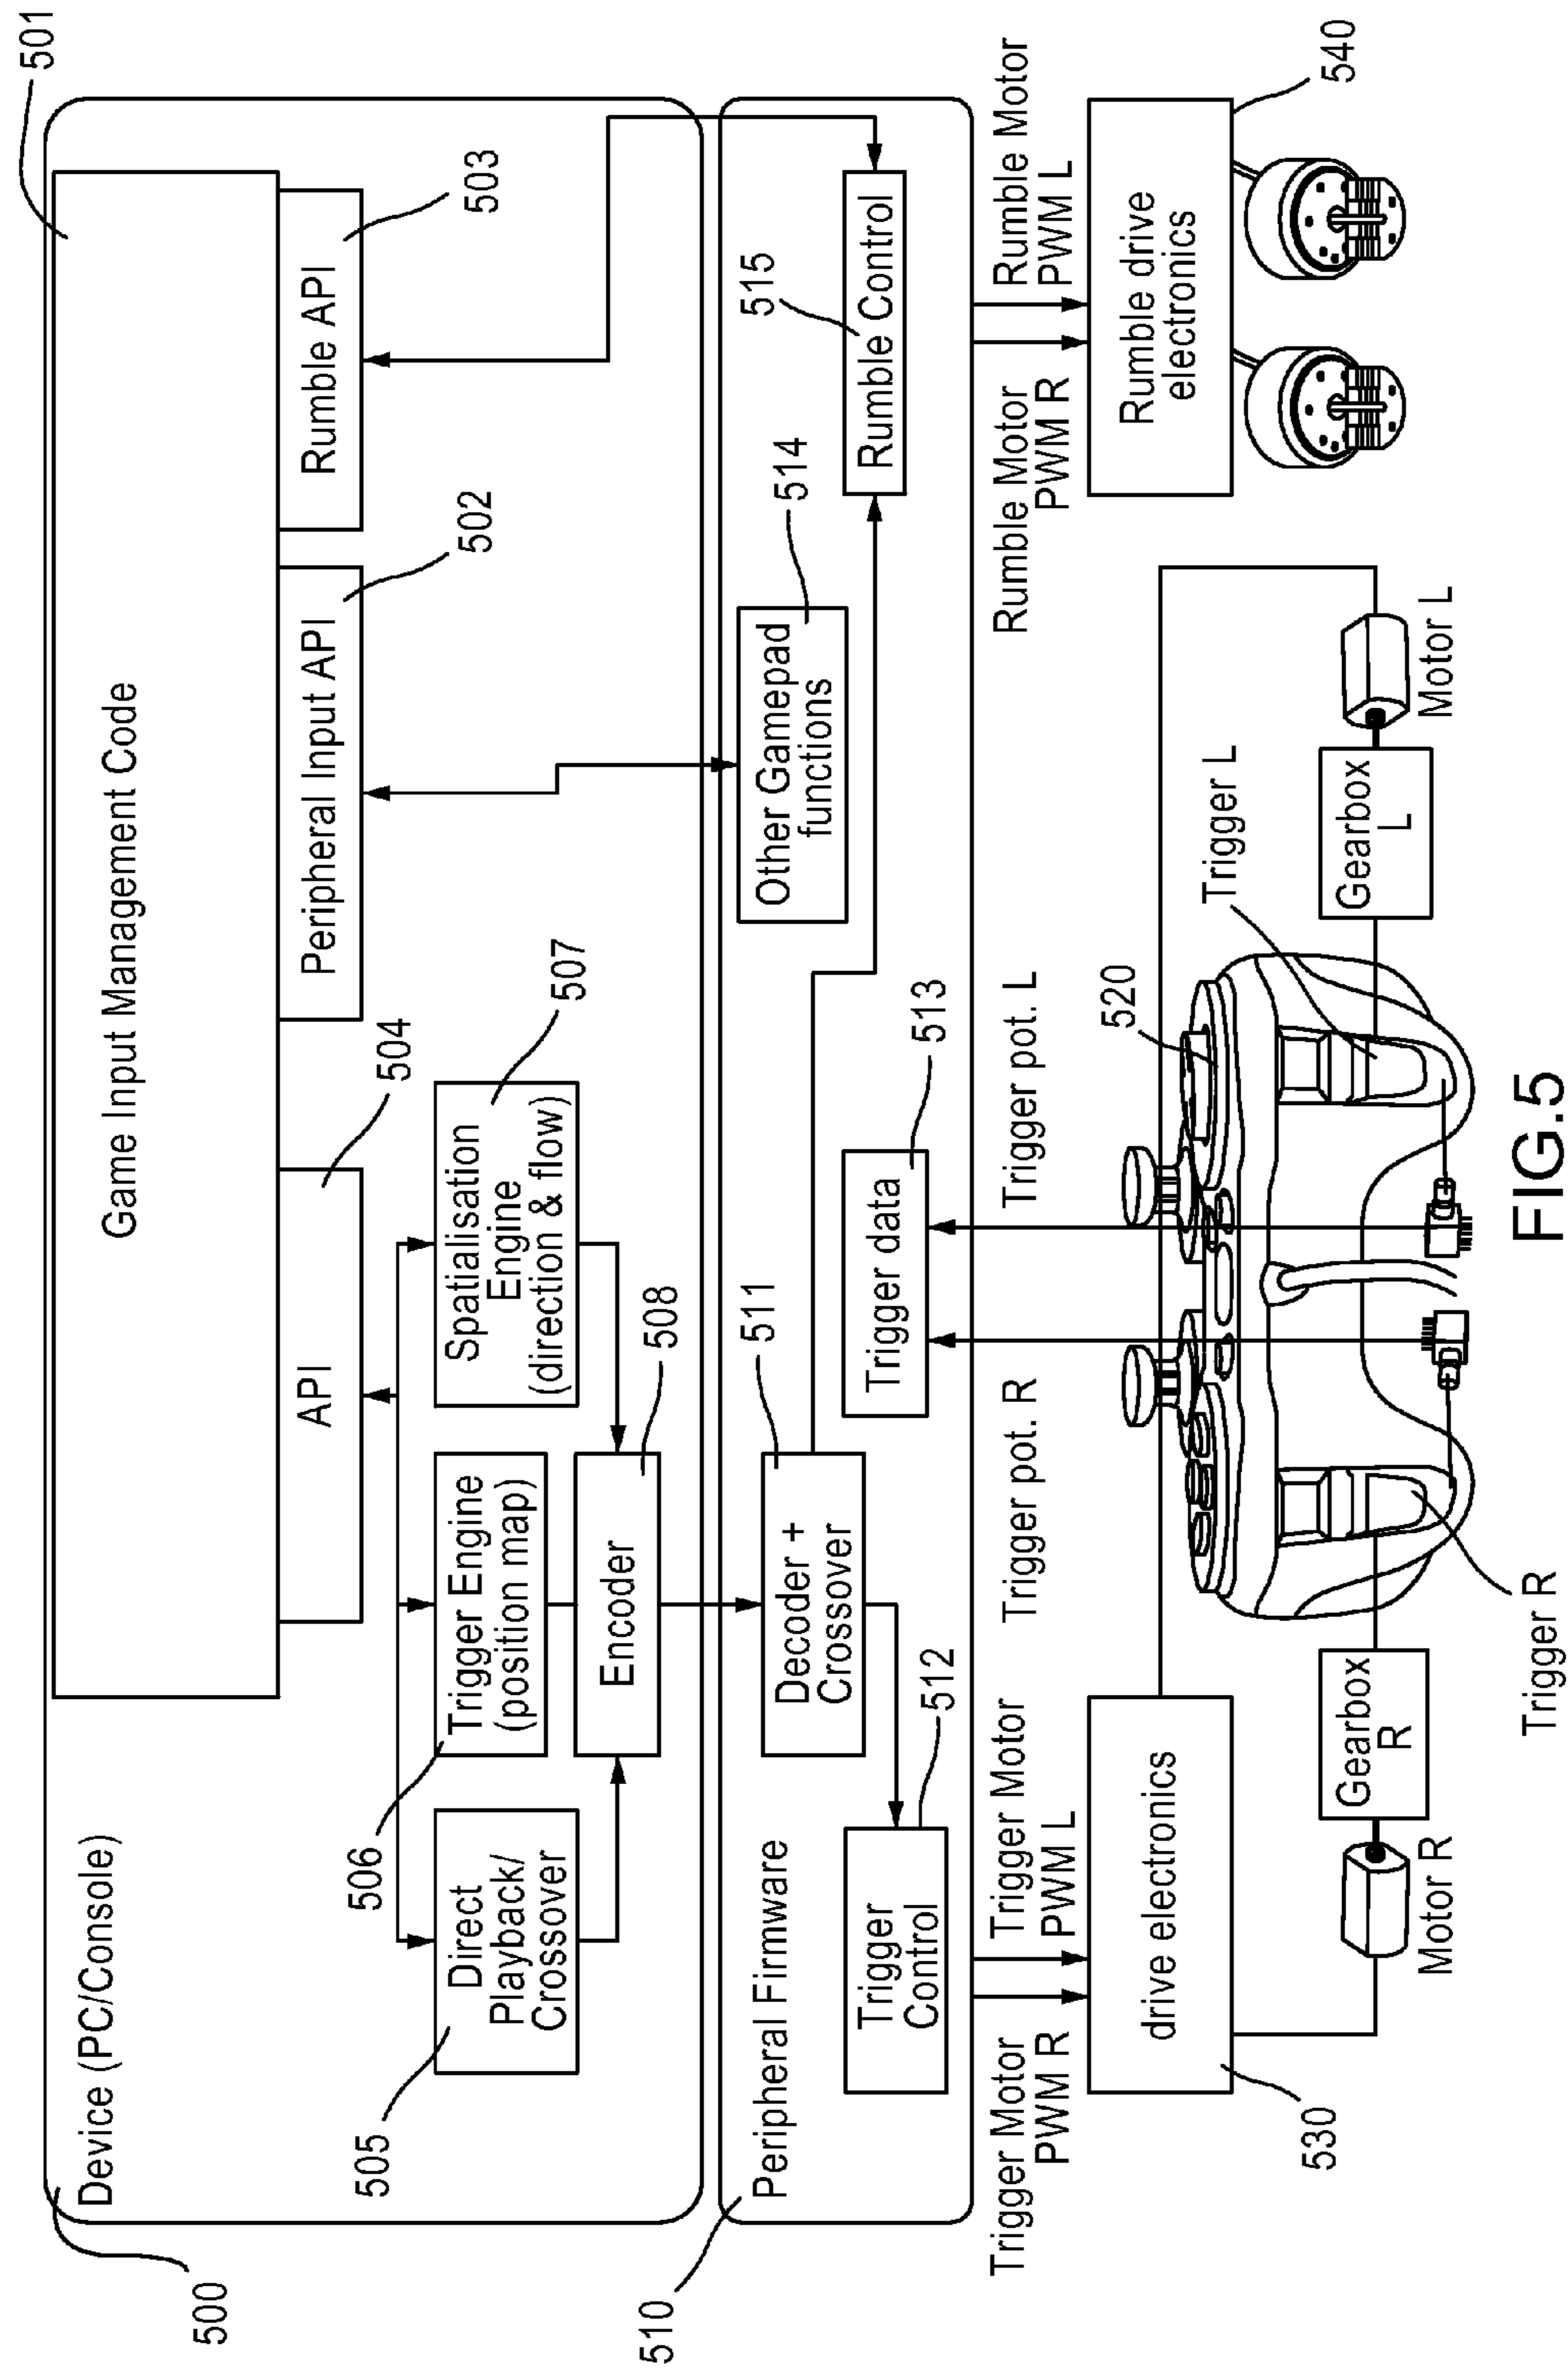 500
Device (PC/Console)
501
Game Input Management Code
API
504
Peripheral Input API
502
Rumble API
503
505
Direct
Playback/
Crossover
506
Trigger Engine
(position map)
Spatialisation
Engine
(direction & flow)
507
Encoder
508
510
Peripheral Firmware
Decoder +
Crossover
511
Trigger
Control
512
Trigger data
513
Other Gamepad
functions
514
Rumble Control
515
Trigger Motor
PWM R
Trigger Motor
PWM L
Trigger pot. R
Trigger pot. L
Rumble Motor
PWM R
Rumble Motor
PWM L
drive electronics
530
520
Rumble drive
electronics
540
Motor R
Gearbox
R
Trigger R
Trigger L
Gearbox
L
Motor L
FIG.5